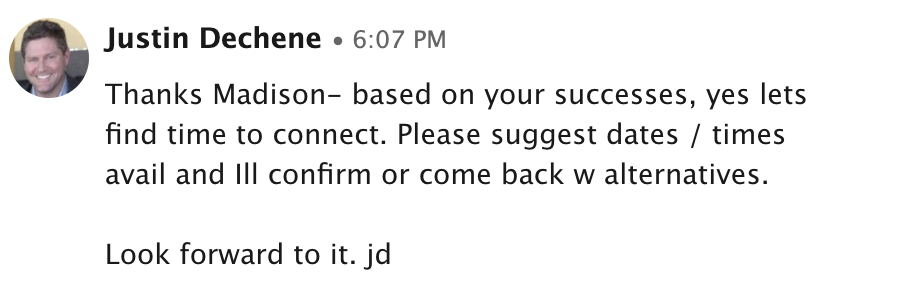 Justin Dechene • 6:07 PM
Thanks Madison– based on your successes, yes lets
find time to connect. Please suggest dates / times
avail and Ill confirm or come back w alternatives.
Look forward to it. jd